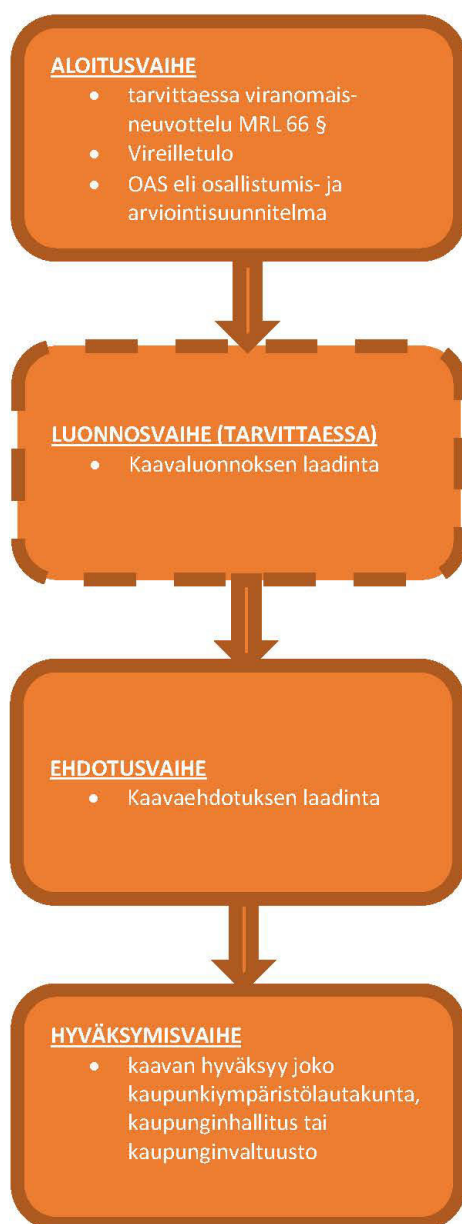 ALOITUSVAIHE
• tarvittaessa viranomais-
neuvottelu MRL 66 §
• Vireilletulo
• OAS eli osallistumis- ja
arviointisuunnitelma
LUONNOSVAIHE (TARVITTAESSA)
• Kaavaluonnoksen laadinta
EHDOTUSVAIHE
• Kaavaehdotuksen laadinta
HYVÄKSYMISVAIHE
• kaavan hyväksyy joko
kaupunkiympäristölautakunta,
kaupunginhallitus tai
kaupunginvaltuusto